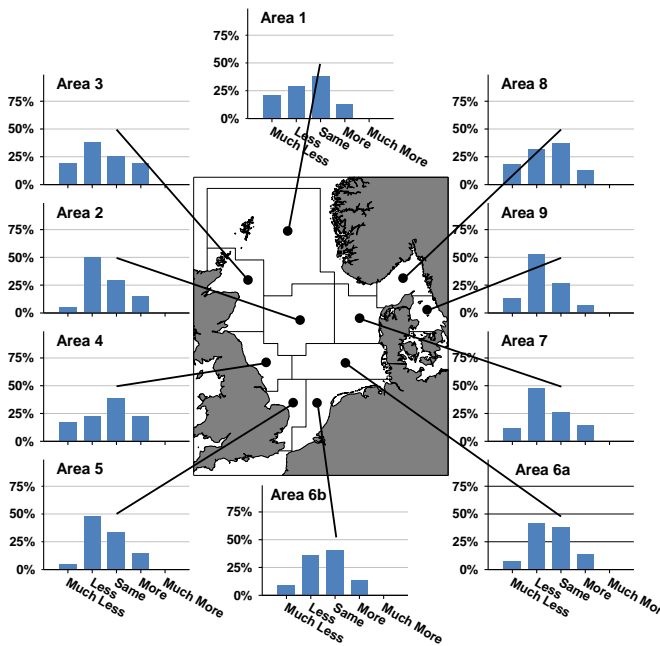 Area 1
75%
50%
25%
0%
Much Less
Less
Same
More
Much More
Area 3
75%
50%
25%
0%
Area 8
75%
50%
25%
0%
Area 2
75%
50%
25%
0%
Area 9
75%
50%
25%
0%
Area 4
75%
50%
25%
0%
Area 7
75%
50%
25%
0%
Area 5
75%
50%
25%
0%
Much Less
Less
Same
More
Much More
Area 6b
75%
50%
25%
0%
Much Less
Less
Same
More
Much More
Area 6a
75%
50%
25%
0%
Much Less
Less
Same
More
Much More